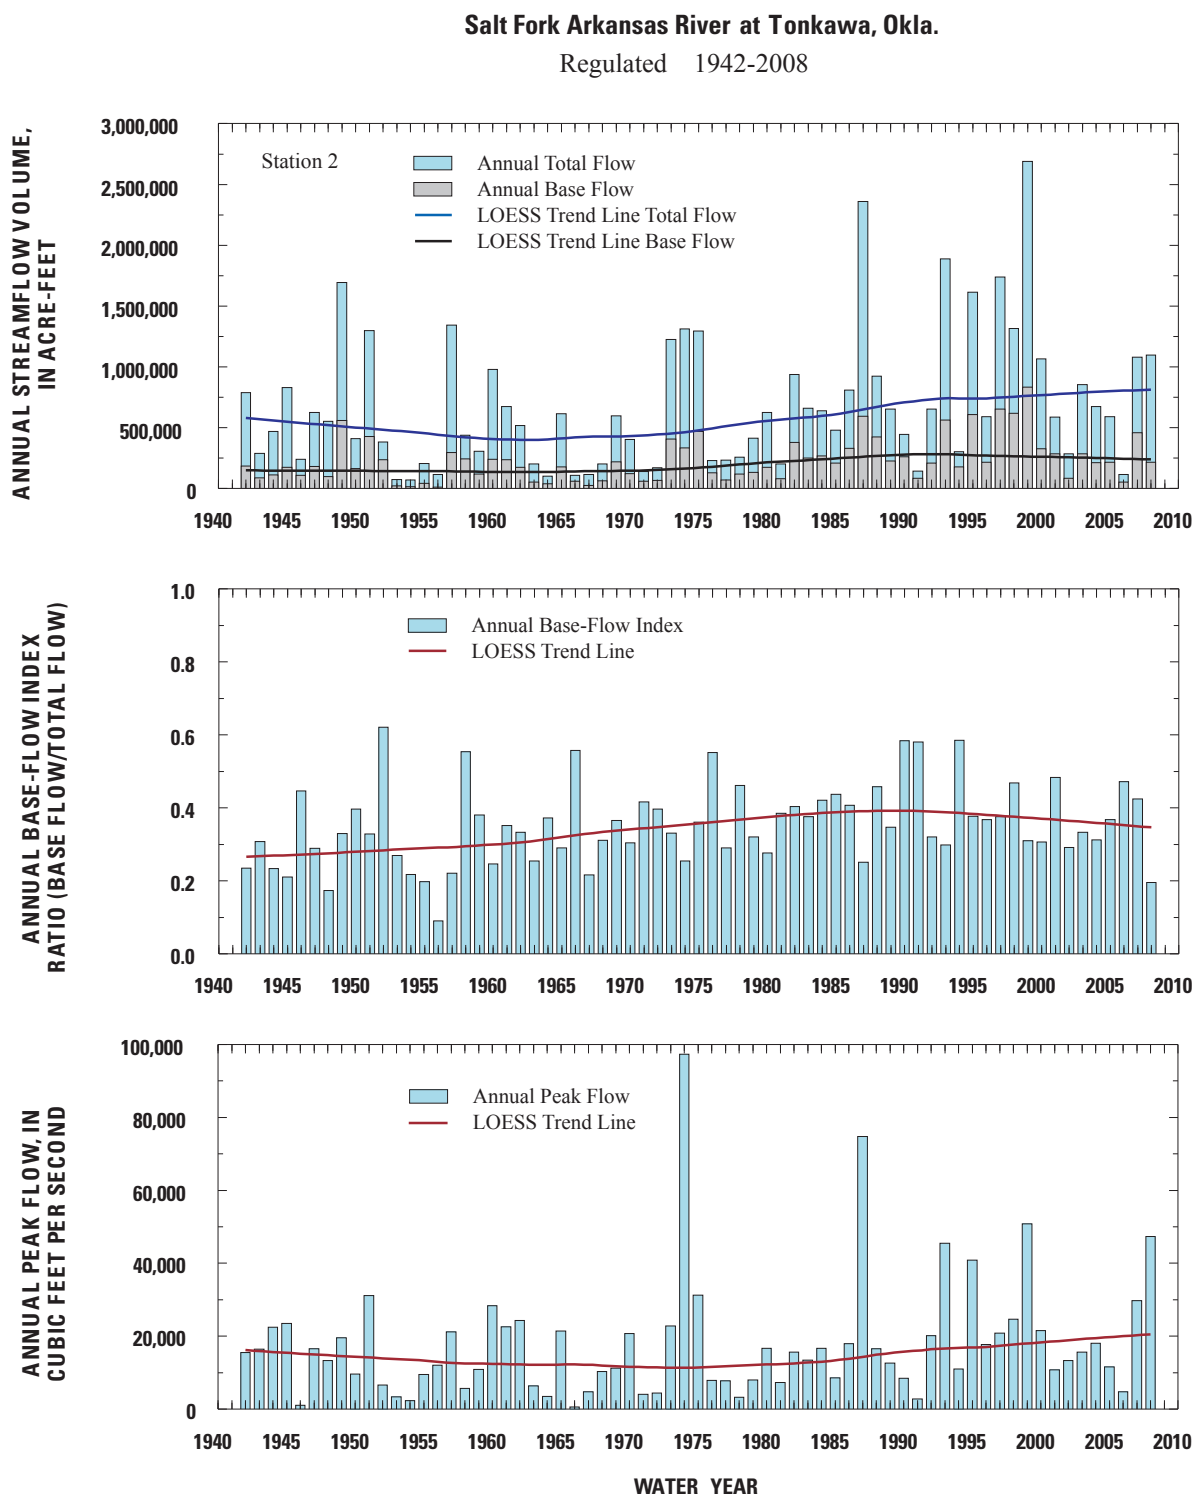 Salt Fork Arkansas River at Tonkawa, Okla.
Regulated 1942-2008
ANNUAL STREAMFLOW VOLUME,
IN ACRE-FEET
3,000,000
2,500,000
2,000,000
1,500,000
1,000,000
500,000
0
Station 2
Annual Total Flow
Annual Base Flow
LOESS Trend Line Total Flow
LOESS Trend Line Base Flow
1940 1945 1950 1955 1960 1965 1970 1975 1980 1985 1990 1995 2000 2005 2010
ANNUAL BASE-FLOW INDEX
RATIO (BASE FLOW/TOTAL FLOW)
1.0
0.8
0.6
0.4
0.2
0.0
Annual Base-Flow Index
LOESS Trend Line
1940 1945 1950 1955 1960 1965 1970 1975 1980 1985 1990 1995 2000 2005 2010
ANNUAL PEAK FLOW, IN
CUBIC FEET PER SECOND
100,000
80,000
60,000
40,000
20,000
0
Annual Peak Flow
LOESS Trend Line
1940 1945 1950 1955 1960 1965 1970 1975 1980 1985 1990 1995 2000 2005 2010
WATER YEAR